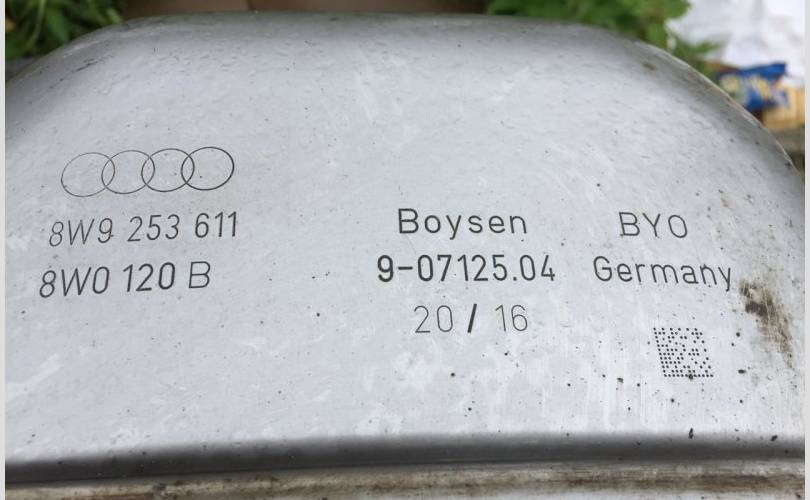 8W9 253 611
8W0 120 B
Boysen BYO
9-07125.04 Germany
20 / 16